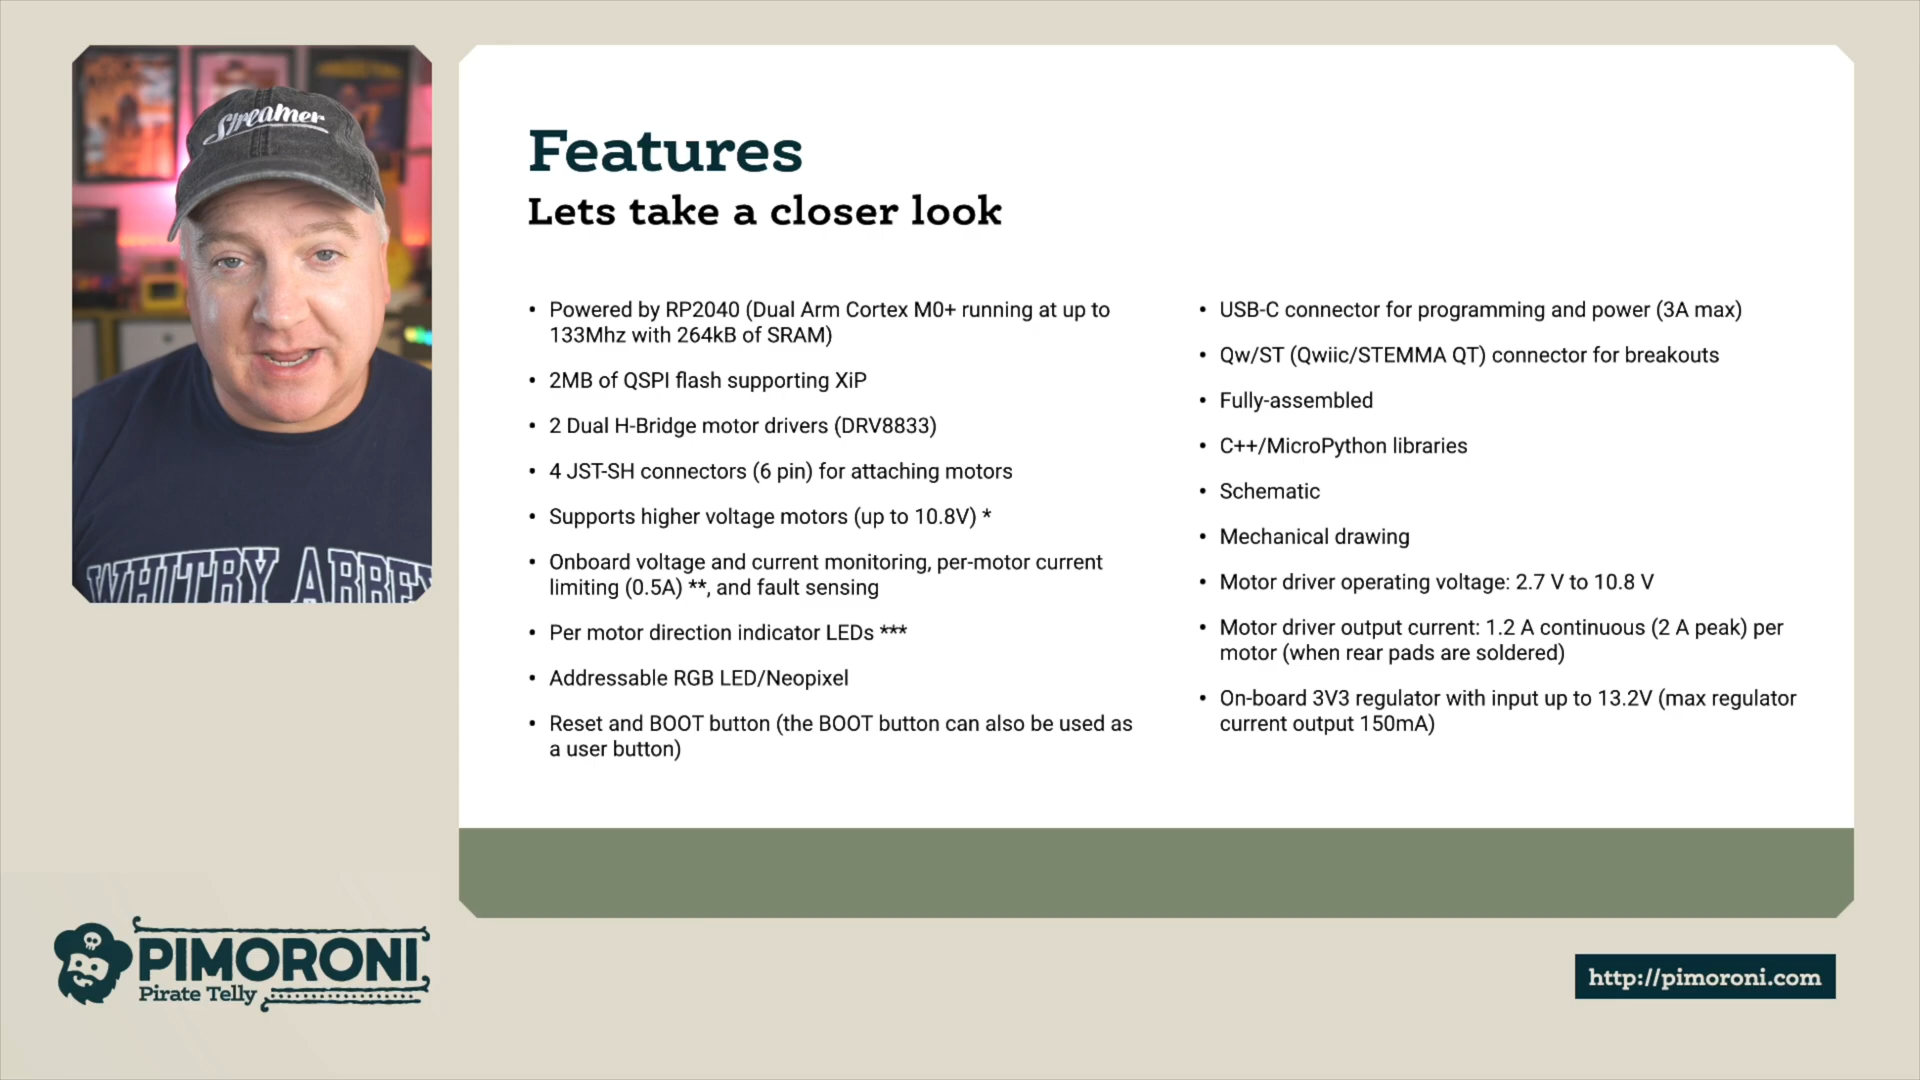 Streamer
WHITBY ABBEY
Features
Lets take a closer look
• Powered by RP2040 (Dual Arm Cortex M0+ running at up to
133Mhz with 264kB of SRAM)
• 2MB of QSPI flash supporting XiP
• 2 Dual H-Bridge motor drivers (DRV8833)
• 4 JST-SH connectors (6 pin) for attaching motors
• Supports higher voltage motors (up to 10.8V) *
• Onboard voltage and current monitoring, per-motor current
limiting (0.5A) **, and fault sensing
• Per motor direction indicator LEDs ***
• Addressable RGB LED/Neopixel
• Reset and BOOT button (the BOOT button can also be used as
a user button)
• USB-C connector for programming and power (3A max)
• Qw/ST (Qwiic/STEMMA QT) connector for breakouts
• Fully-assembled
• C++/MicroPython libraries
• Schematic
• Mechanical drawing
• Motor driver operating voltage: 2.7 V to 10.8 V
• Motor driver output current: 1.2 A continuous (2 A peak) per
motor (when rear pads are soldered)
• On-board 3V3 regulator with input up to 13.2V (max regulator
current output 150mA)
PIMORONI
Pirate Telly
http://pimoroni.com